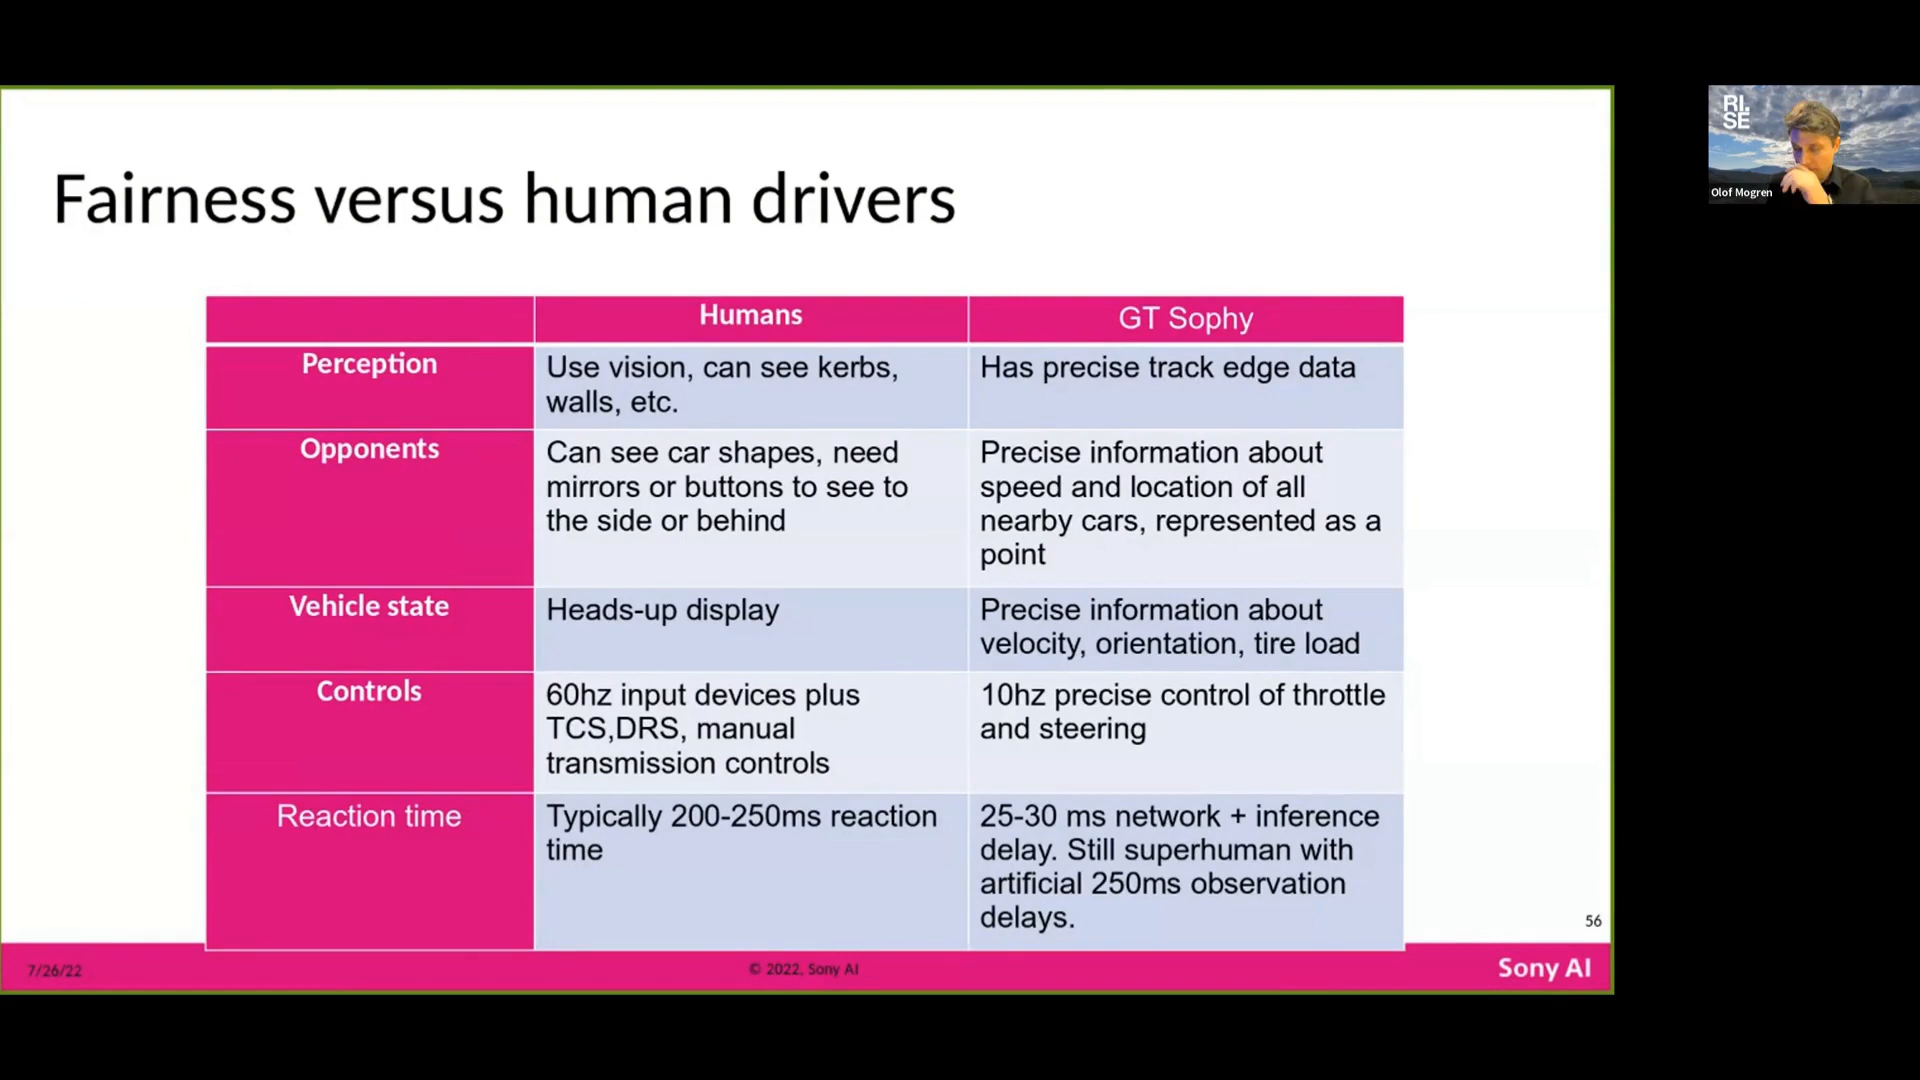 Fairness versus human drivers
Humans
GT Sophy
Perception
Use vision, can see kerbs,
walls, etc.
Has precise track edge data
Opponents
Can see car shapes, need
mirrors or buttons to see to
the side or behind
Precise information about
speed and location of all
nearby cars, represented as a
point
Vehicle state
Heads-up display
Precise information about
velocity, orientation, tire load
Controls
60hz input devices plus
TCS,DRS, manual
transmission controls
10hz precise control of throttle
and steering
Reaction time
Typically 200-250ms reaction
time
25-30 ms network + inference
delay. Still superhuman with
artificial 250ms observation
delays.
56
7/26/22
© 2022, Sony AI
Sony AI
RI.
SE
Olof Mogren